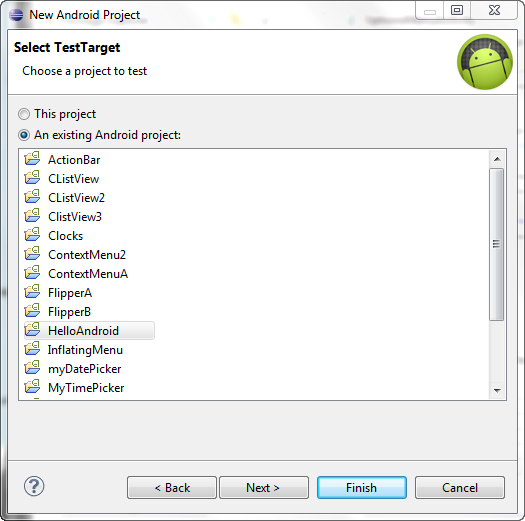 New Android Project
Select TestTarget
Choose a project to test
This project
An existing Android project:
ActionBar
CListView
CListView2
ClistView3
Clocks
ContextMenu2
ContextMenuA
FlipperA
FlipperB
HelloAndroid
InflatingMenu
myDatePicker
MyTimePicker
?
< Back
Next >
Finish
Cancel